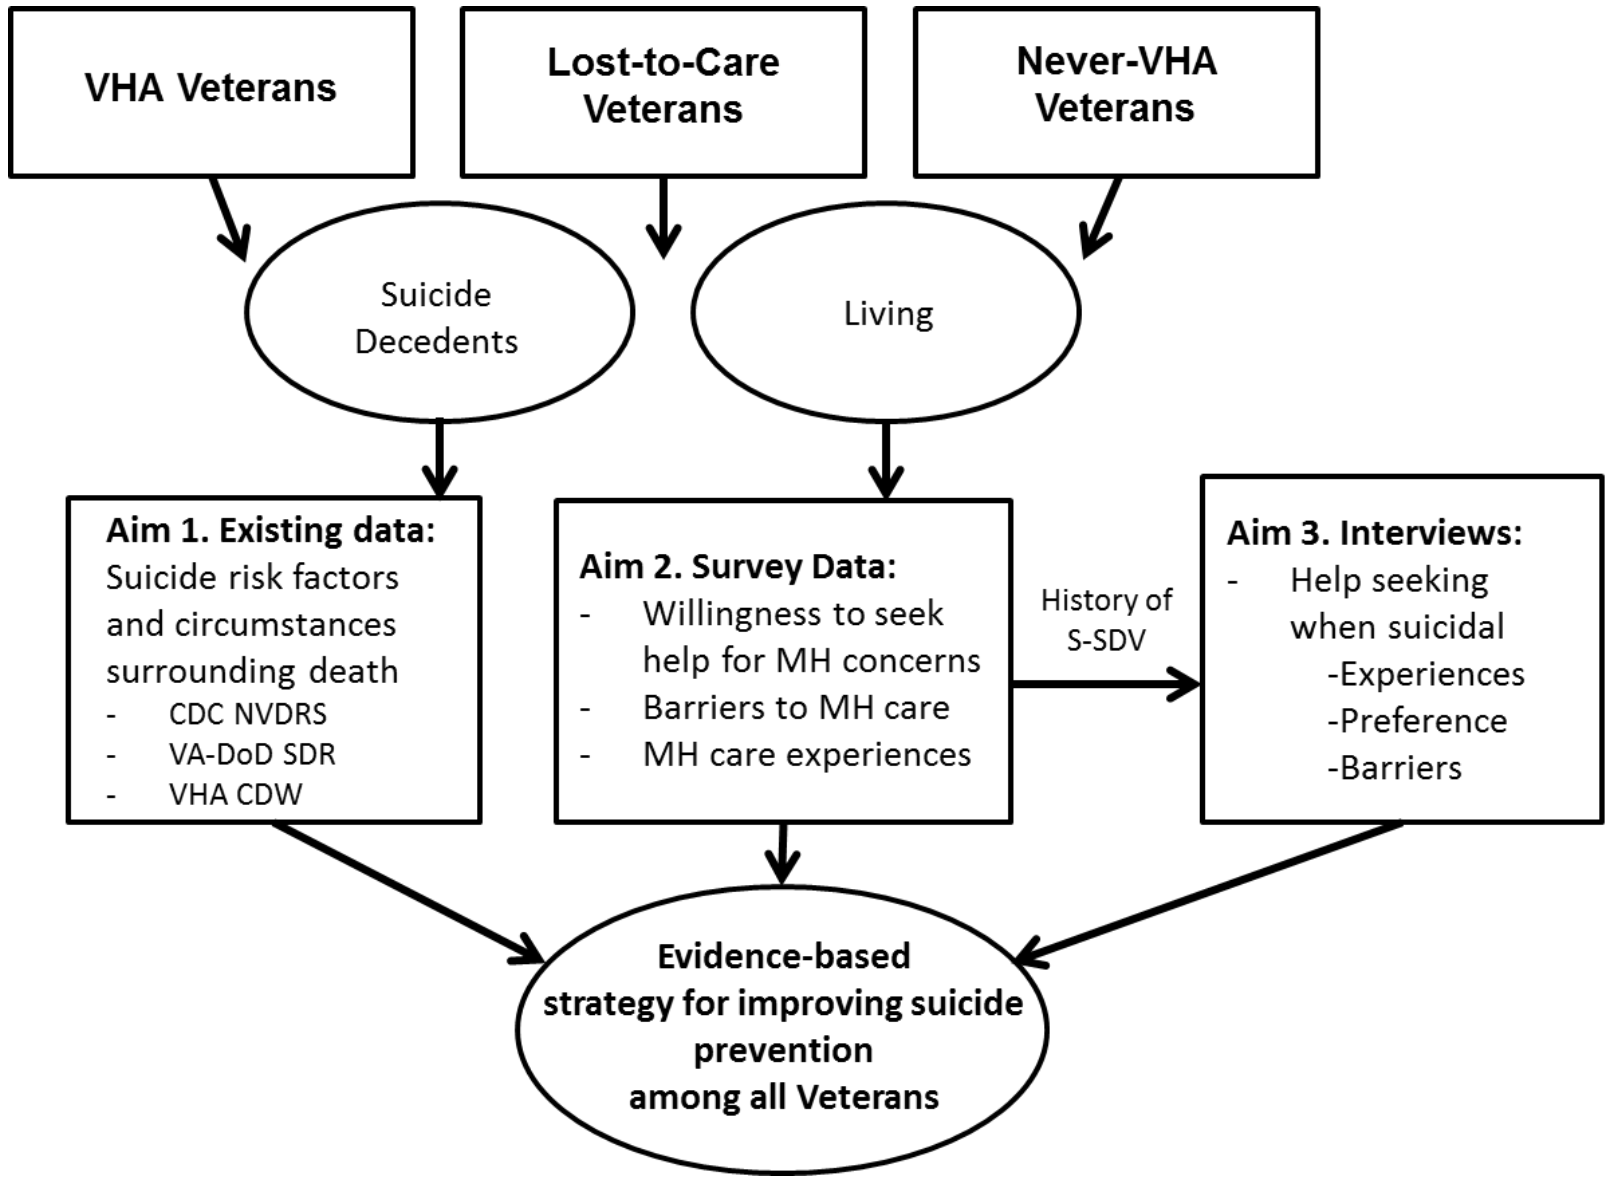 VHA Veterans
Lost-to-Care
Veterans
Never-VHA
Veterans
Suicide
Decedents
Living
Aim 1. Existing data:
Suicide risk factors
and circumstances
surrounding death
- CDC NVDRS
- VA-DoD SDR
- VHA CDW
Aim 2. Survey Data:
- Willingness to seek
help for MH concerns
- Barriers to MH care
- MH care experiences
History of
S-SDV
Aim 3. Interviews:
- Help seeking
when suicidal
-Experiences
-Preference
-Barriers
Evidence-based
strategy for improving suicide
prevention
among all Veterans